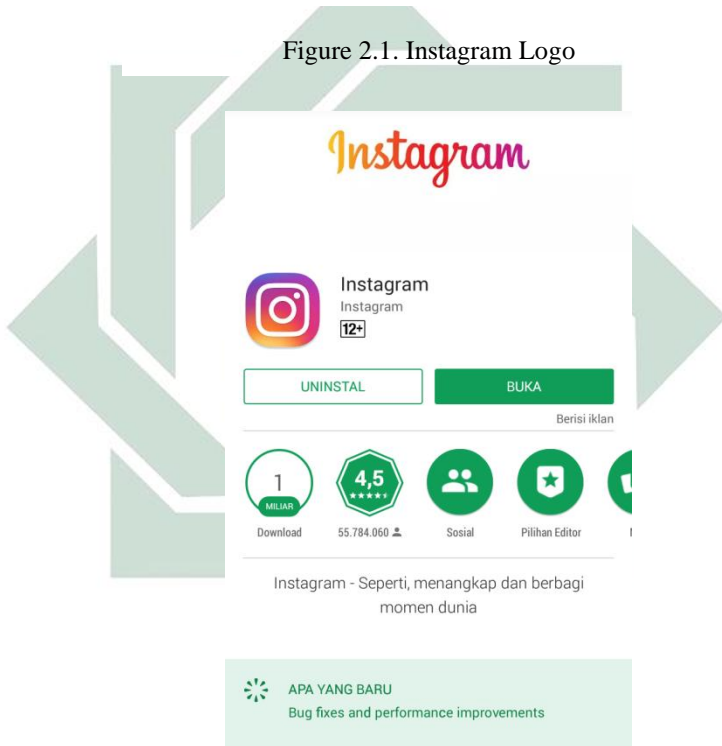 Figure 2.1. Instagram Logo
Instagram
Instagram
Instagram
12+
UNINSTAL
BUKA
Berisi iklan
1
MILIAR
4,5
Download
55.784.060
Sosial
Pilihan Editor
Instagram - Seperti, menangkap dan berbagi
momen dunia
APA YANG BARU
Bug fixes and performance improvements